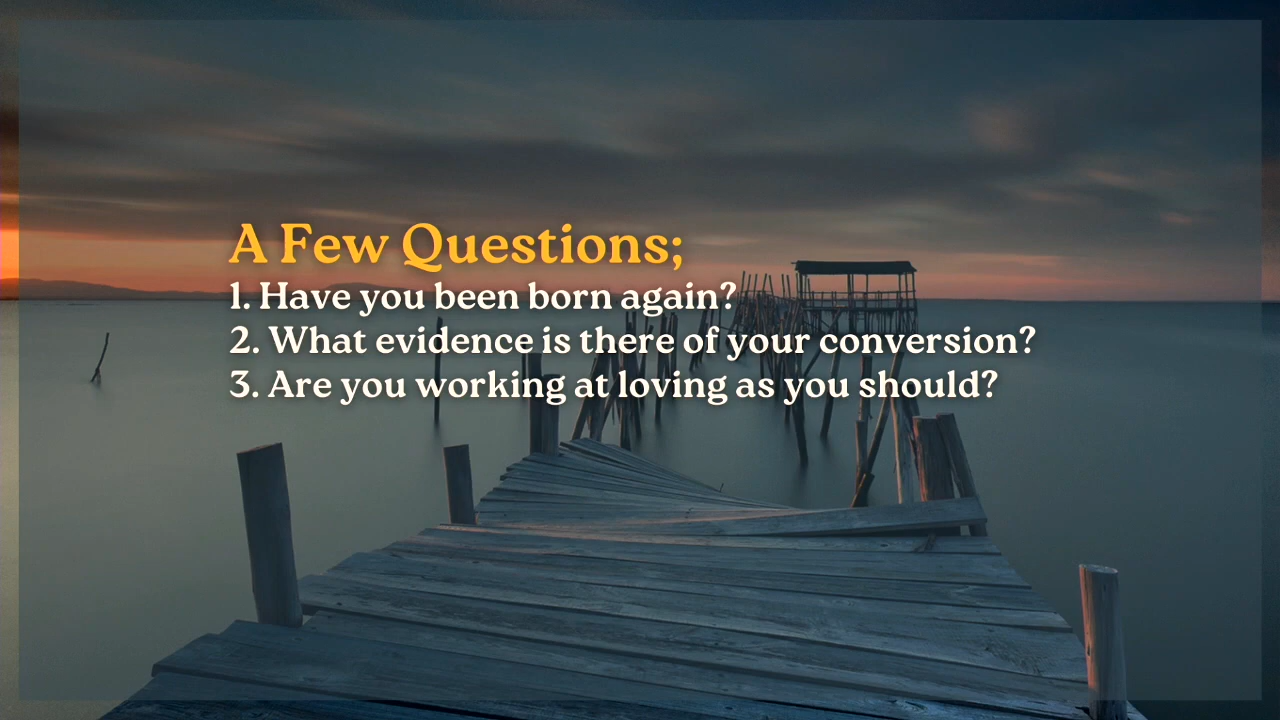 A Few Questions;
1. Have you been born again?
2. What evidence is there of your conversion?
3. Are you working at loving as you should?